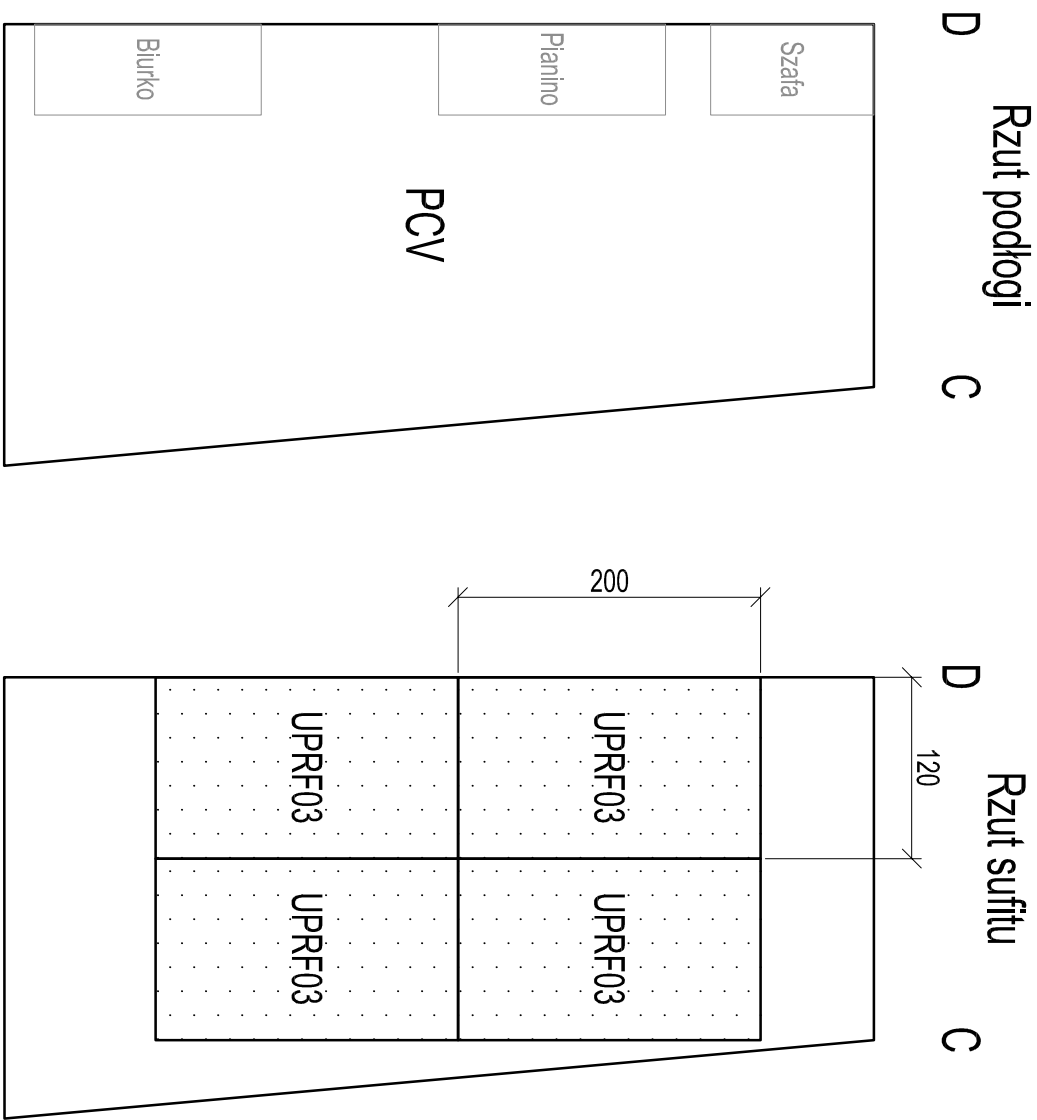 Rzut podłogi
D
C
Szafa
Pianino
Biurko
PCV
Rzut sufitu
D
C
120
200
UPRF03
UPRF03
UPRF03
UPRF03